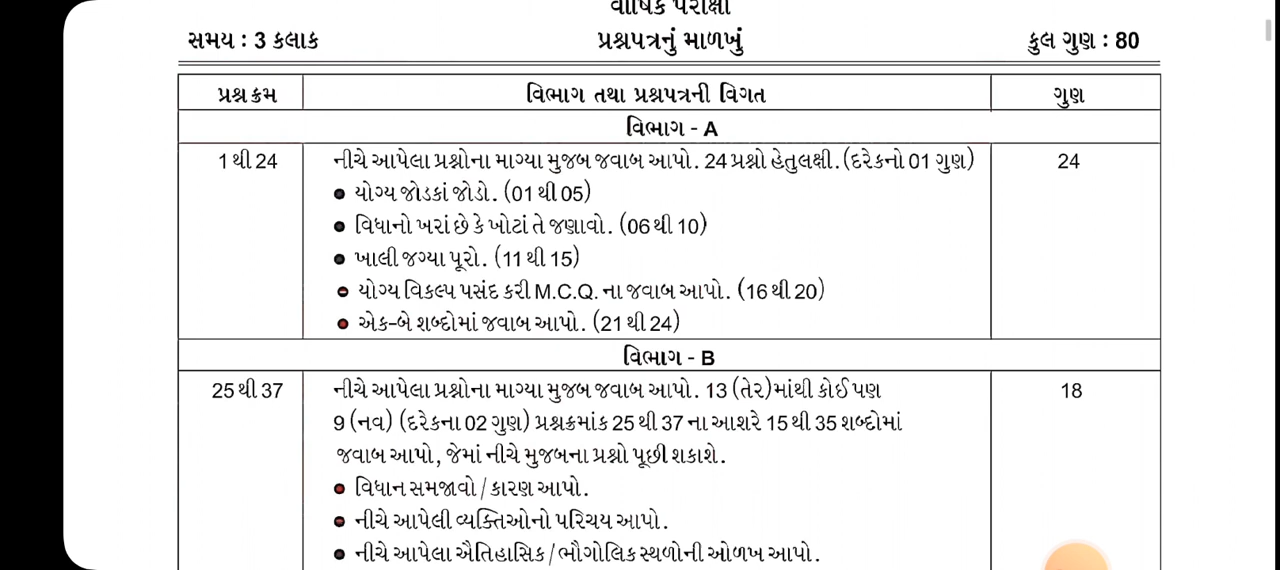 વાર્ષિક પરીક્ષા
સમય : 3 કલાક પ્રશ્નપત્રનું માળખું કુલ ગુણ : 80
પ્રશ્ન ક્રમ વિભાગ તથા પ્રશ્નપત્રની વિગત ગુણ
વિભાગ - A
1 થી 24 નીચે આપેલા પ્રશ્નોના માગ્યા મુજબ જવાબ આપો. 24 પ્રશ્નો હેતુલક્ષી. (દરેકનો 01 ગુણ) 24
● યોગ્ય જોડકાં જોડો. (01 થી 05)
● વિધાનો ખરાં છે કે ખોટાં તે જણાવો. (06 થી 10)
● ખાલી જગ્યા પૂરો. (11 થી 15)
● યોગ્ય વિકલ્પ પસંદ કરી M.C.Q. ના જવાબ આપો. (16 થી 20)
● એક-બે શબ્દોમાં જવાબ આપો. (21 થી 24)
વિભાગ - B
25 થી 37 નીચે આપેલા પ્રશ્નોના માગ્યા મુજબ જવાબ આપો. 13 (તેર)માંથી કોઈ પણ 18
9 (નવ) (દરેકના 02 ગુણ) પ્રશ્નક્રમાંક 25 થી 37 ના આશરે 15 થી 35 શબ્દોમાં
જવાબ આપો, જેમાં નીચે મુજબના પ્રશ્નો પૂછી શકાશે.
● વિધાન સમજાવો / કારણ આપો.
● નીચે આપેલી વ્યક્તિઓનો પરિચય આપો.
● નીચે આપેલા ઐતિહાસિક / ભૌગોલિક સ્થળોની ઓળખ આપો.